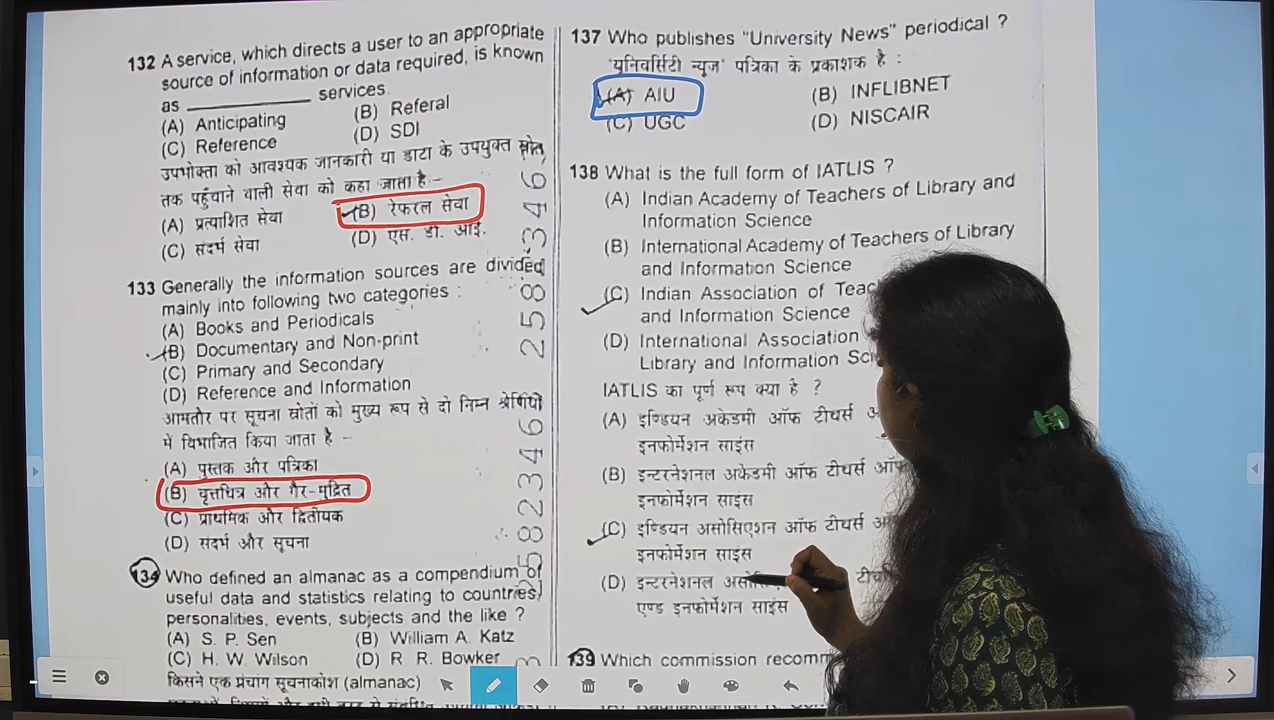 132 A service, which directs a user to an appropriate
source of information or data required, is known
as ____________ services.
(A) Anticipating (B) Referal
(C) Reference (D) SDI
उपभोक्ता को आवश्यक जानकारी या डाटा के उपयुक्त स्रोत
तक पहुँचाने वाली सेवा को कहा जाता है –
(A) प्रत्याशित सेवा (B) रेफरल सेवा
(C) संदर्भ सेवा (D) एस. डी. आई.
133 Generally the information sources are divided
mainly into following two categories :
(A) Books and Periodicals
(B) Documentary and Non-print
(C) Primary and Secondary
(D) Reference and Information
आमतौर पर सूचना स्रोतों को मुख्य रूप से दो निम्न श्रेणियों
में विभाजित किया जाता है –
(A) पुस्तक और पत्रिका
(B) वृत्तचित्र और गैर-मुद्रित
(C) प्राथमिक और द्वितीयक
(D) संदर्भ और सूचना
134 Who defined an almanac as a compendium of
useful data and statistics relating to countries,
personalities, events, subjects and the like ?
(A) S. P. Sen (B) William A. Katz
(C) H. W. Wilson (D) R. R. Bowker
किसने एक पंचांग सूचनाकोश (almanac)
137 Who publishes "University News" periodical ?
'युनिवर्सिटी न्यूज' पत्रिका के प्रकाशक है :
(A) AIU (B) INFLIBNET
(C) UGC (D) NISCAIR
138 What is the full form of IATLIS ?
(A) Indian Academy of Teachers of Library and
Information Science
(B) International Academy of Teachers of Library
and Information Science
(C) Indian Association of
and Information Science
(D) International Association
Library and Information
IATLIS का पूर्ण रूप क्या है ?
(A) इण्डियन अकेडमी ऑफ टीचर्स
इनफोर्मेशन साइंस
(B) इन्टरनेशनल अकेडमी ऑफ टीचर्स ऑफ
इनफोर्मेशन साइंस
(C) इण्डियन असोसिएशन ऑफ टीचर्स
इनफोर्मेशन साइंस
(D) इन्टरनेशनल
एण्ड इनफोर्मेशन साइंस
139 Which commission